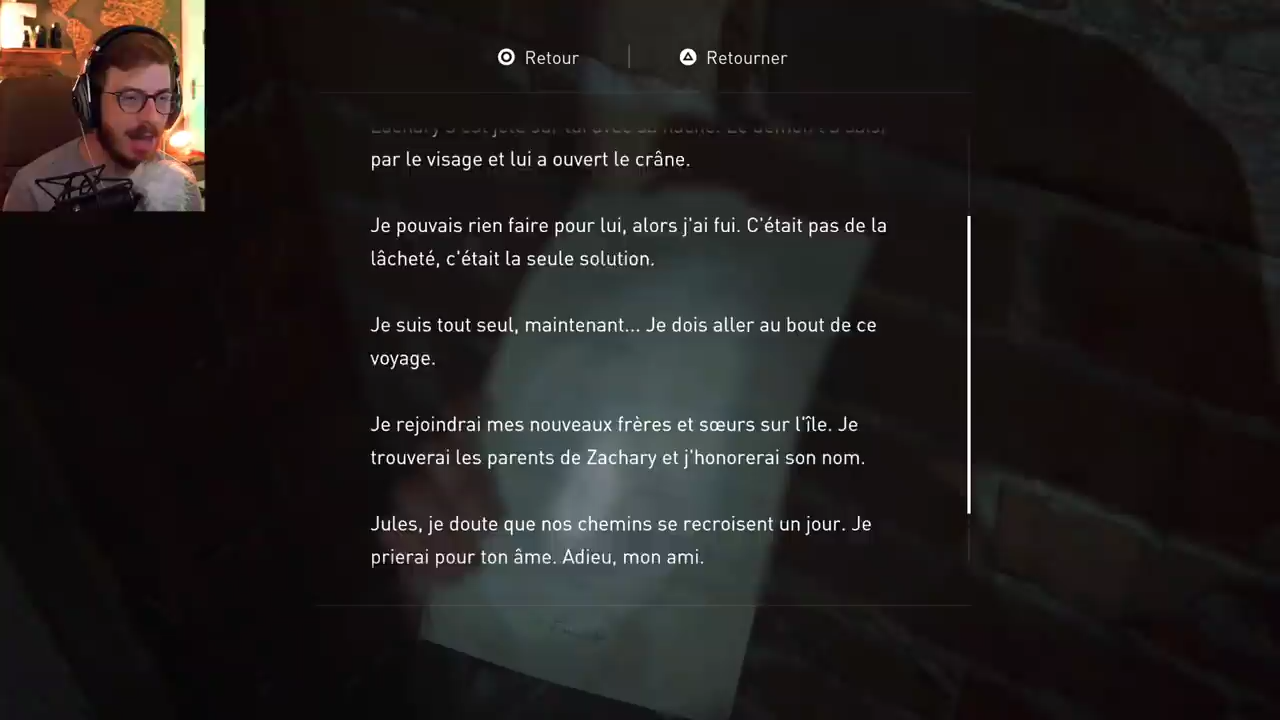 Retour
Retourner
par le visage et lui a ouvert le crâne.
Je pouvais rien faire pour lui, alors j'ai fui. C'était pas de la
lâcheté, c'était la seule solution.
Je suis tout seul, maintenant... Je dois aller au bout de ce
voyage.
Je rejoindrai mes nouveaux frères et sœurs sur l'île. Je
trouverai les parents de Zachary et j'honorerai son nom.
Jules, je doute que nos chemins se recroisent un jour. Je
prierai pour ton âme. Adieu, mon ami.